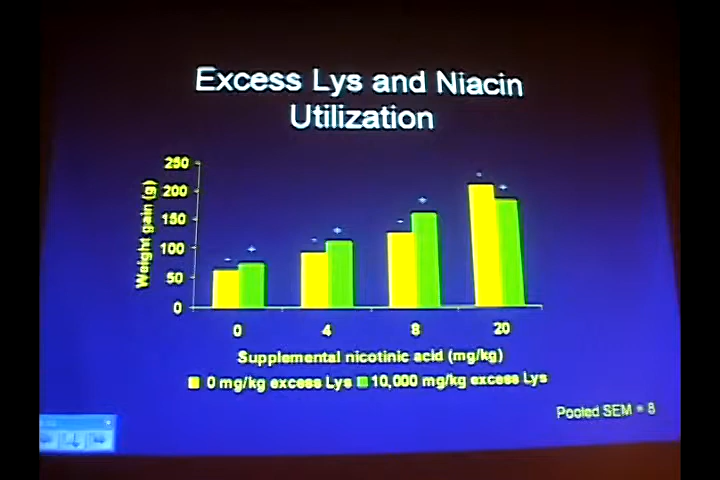 Excess Lys and Niacin
Utilization
250
200
150
100
50
0
Weight gain (g)
- + - + - + - +
0 4 8 20
Supplemental nicotinic acid (mg/kg)
0 mg/kg excess Lys 10,000 mg/kg excess Lys
Pooled SEM = 8